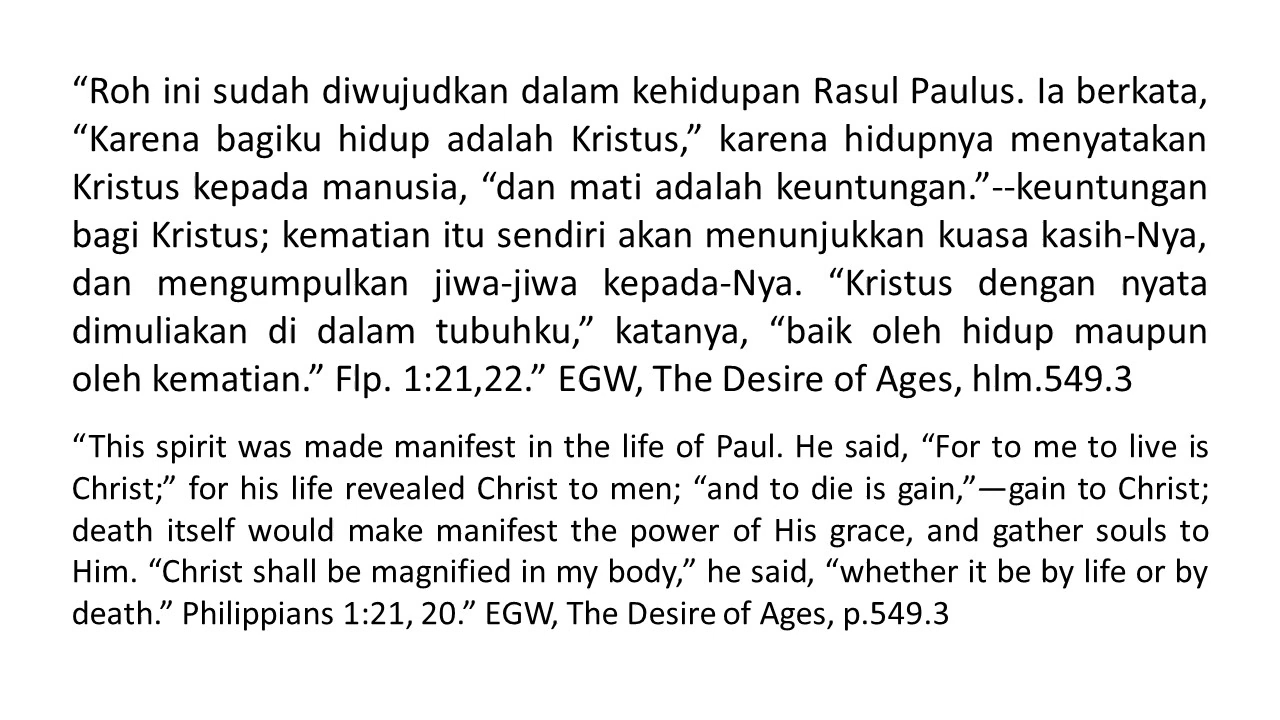 “Roh ini sudah diwujudkan dalam kehidupan Rasul Paulus. Ia berkata,
“Karena bagiku hidup adalah Kristus,” karena hidupnya menyatakan
Kristus kepada manusia, “dan mati adalah keuntungan.”--keuntungan
bagi Kristus; kematian itu sendiri akan menunjukkan kuasa kasih-Nya,
dan mengumpulkan jiwa-jiwa kepada-Nya. “Kristus dengan nyata
dimuliakan di dalam tubuhku,” katanya, “baik oleh hidup maupun
oleh kematian.” Flp. 1:21,22.” EGW, The Desire of Ages, hlm.549.3
“This spirit was made manifest in the life of Paul. He said, “For to me to live is
Christ;” for his life revealed Christ to men; “and to die is gain,”—gain to Christ;
death itself would make manifest the power of His grace, and gather souls to
Him. “Christ shall be magnified in my body,” he said, “whether it be by life or by
death.” Philippians 1:21, 20.” EGW, The Desire of Ages, p.549.3